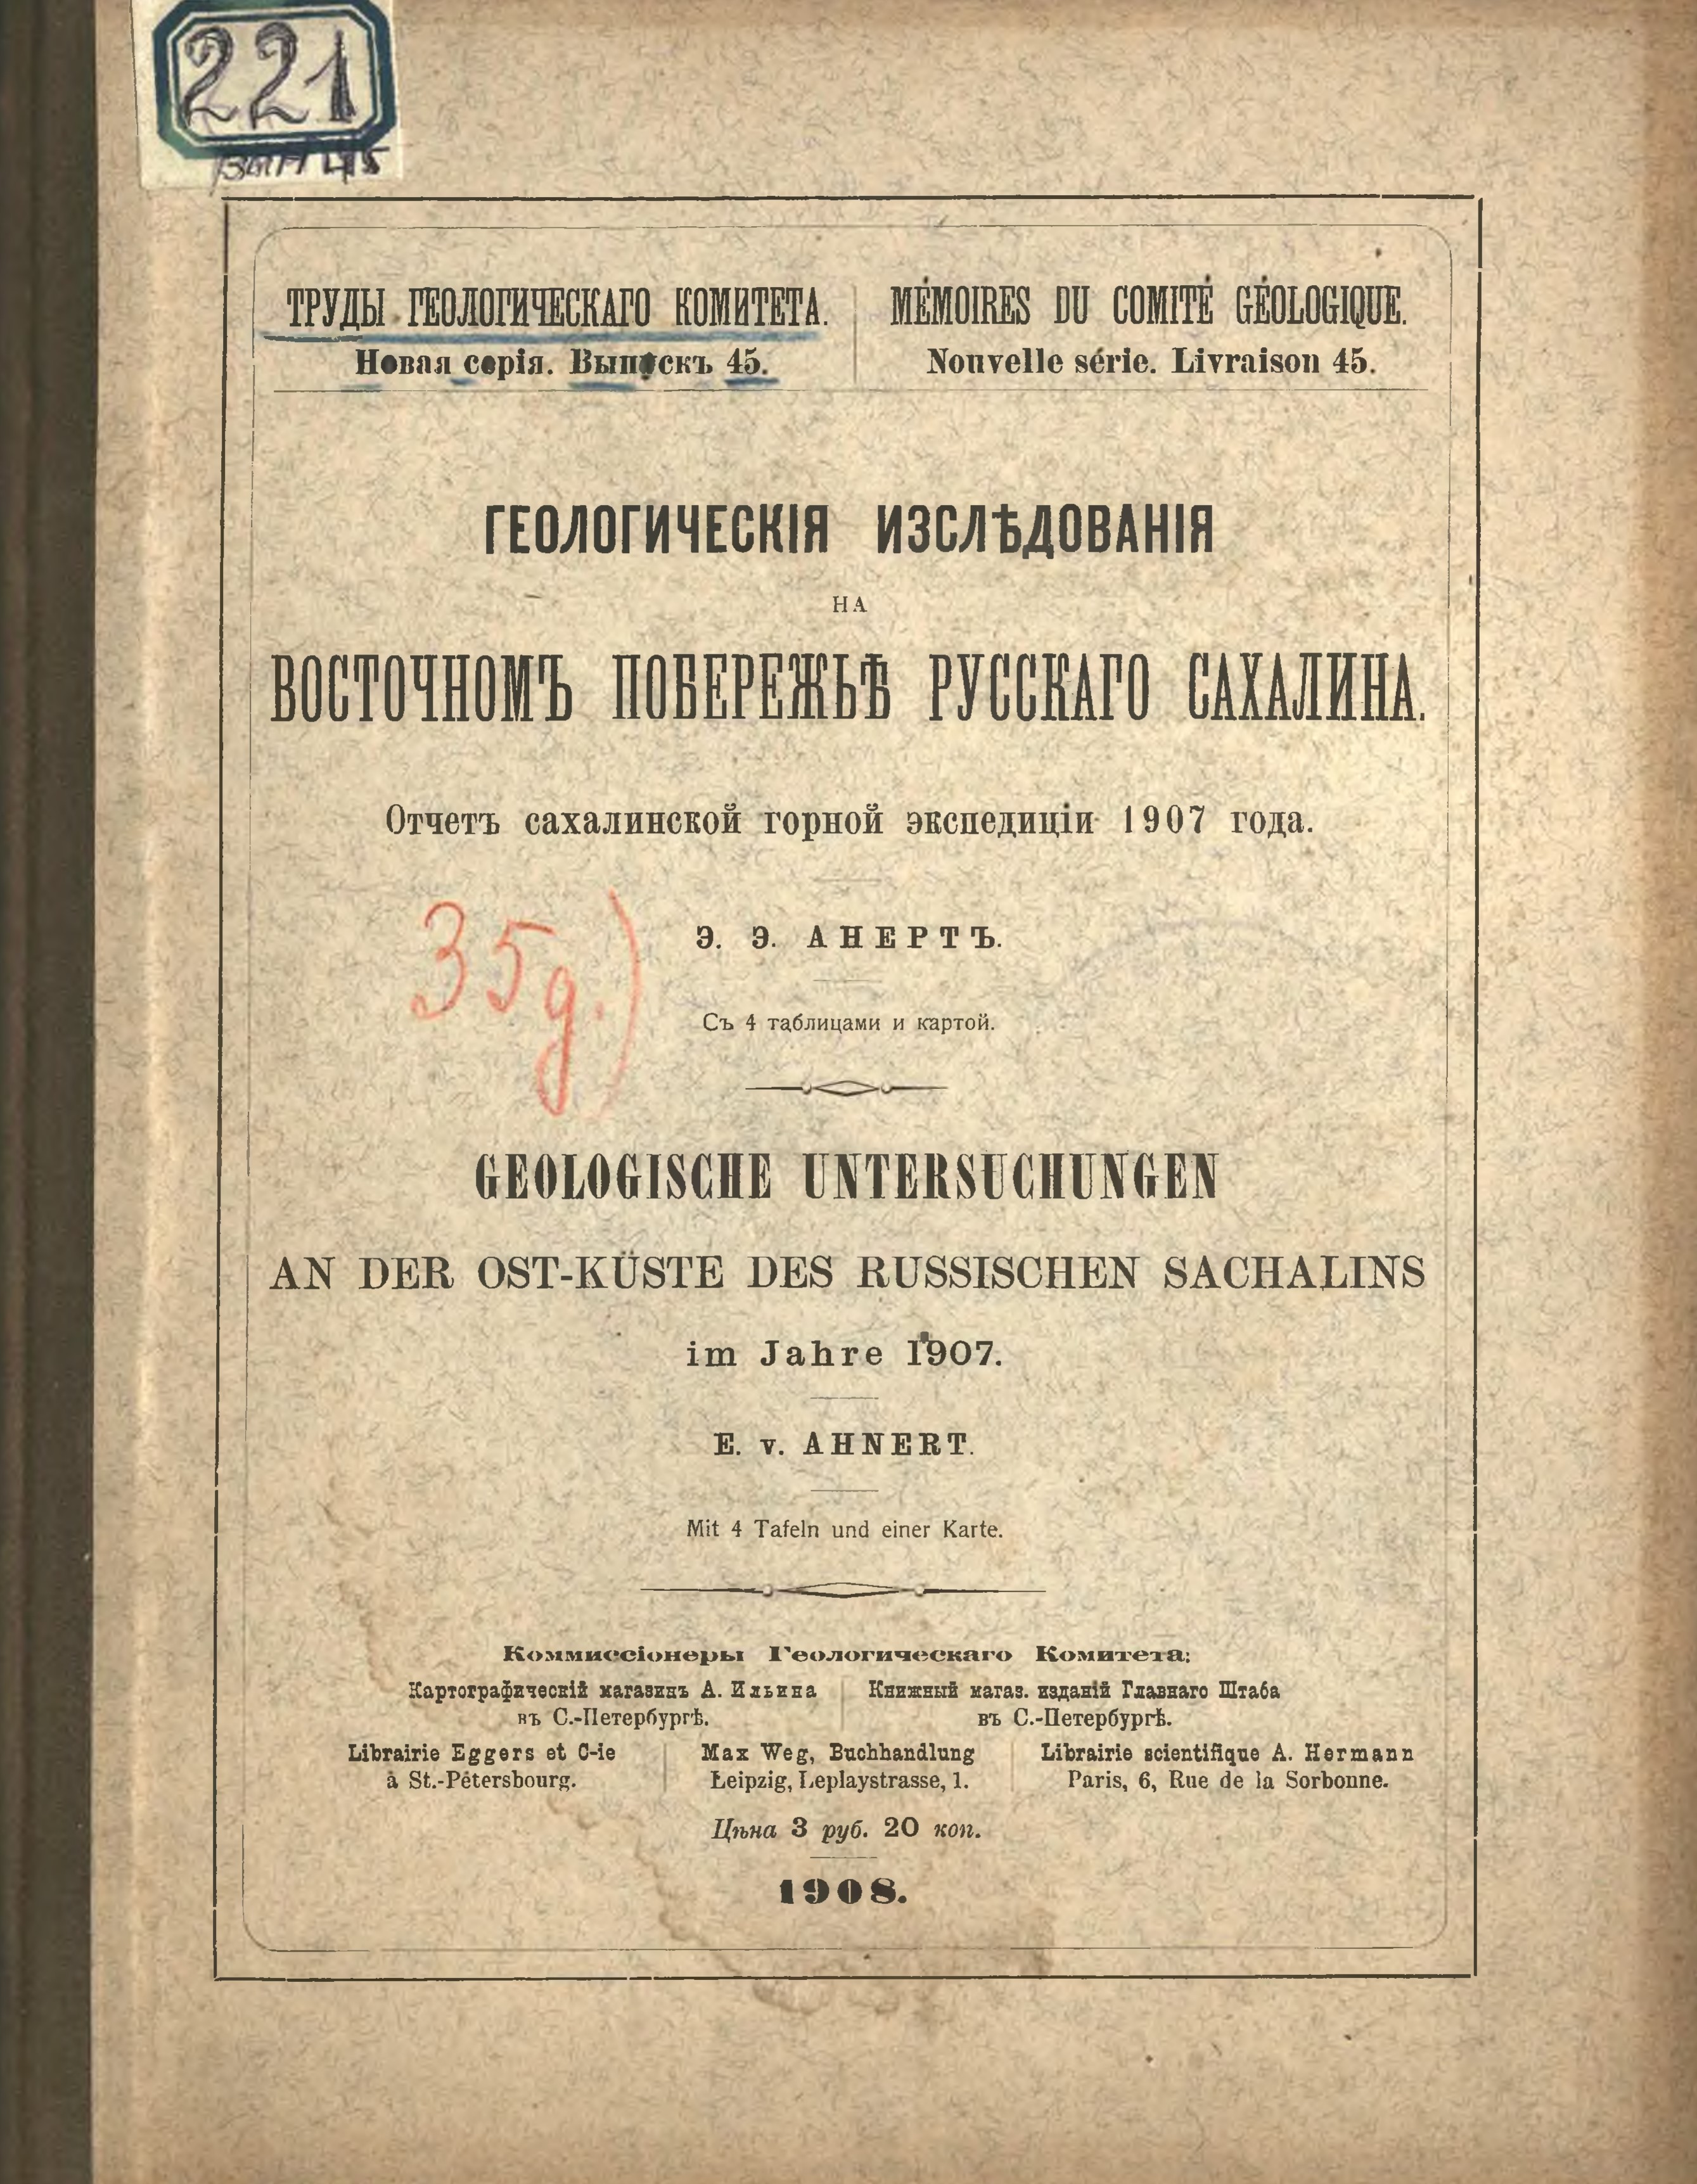 221
Вып 45
ТРУДЫ ГЕОЛОГИЧЕСКАГО КОМИТЕТА.
Новая серія. Выпускъ 45.
MÉMOIRES DU COMITÉ GÉOLOGIQUE.
Nouvelle série. Livraison 45.
ГЕОЛОГИЧЕСКІЯ ИЗСЛѢДОВАНІЯ
НА
ВОСТОЧНОМЪ ПОБЕРЕЖЬѢ РУССКАГО САХАЛИНА.
Отчетъ сахалинской горной экспедиціи 1907 года.
35д.)
Э. Э. АНЕРТЪ.
Съ 4 таблицами и картой.
GEOLOGISCHE UNTERSUCHUNGEN
AN DER OST-KÜSTE DES RUSSISCHEN SACHALINS
im Jahre 1907.
E. v. AHNERT.
Mit 4 Tafeln und einer Karte.
Коммиссіонеры Геологическаго Комитета:
Картографическій магазинъ А. Ильина
въ С.-Петербургѣ.
Книжный магаз. изданій Главнаго Штаба
въ С.-Петербургѣ.
Librairie Eggers et C-ie
à St.-Pétersbourg.
Max Weg, Buchhandlung
Leipzig, Leplaystrasse, 1.
Librairie scientifique A. Hermann
Paris, 6, Rue de la Sorbonne.
Цѣна 3 руб. 20 коп.
1908.